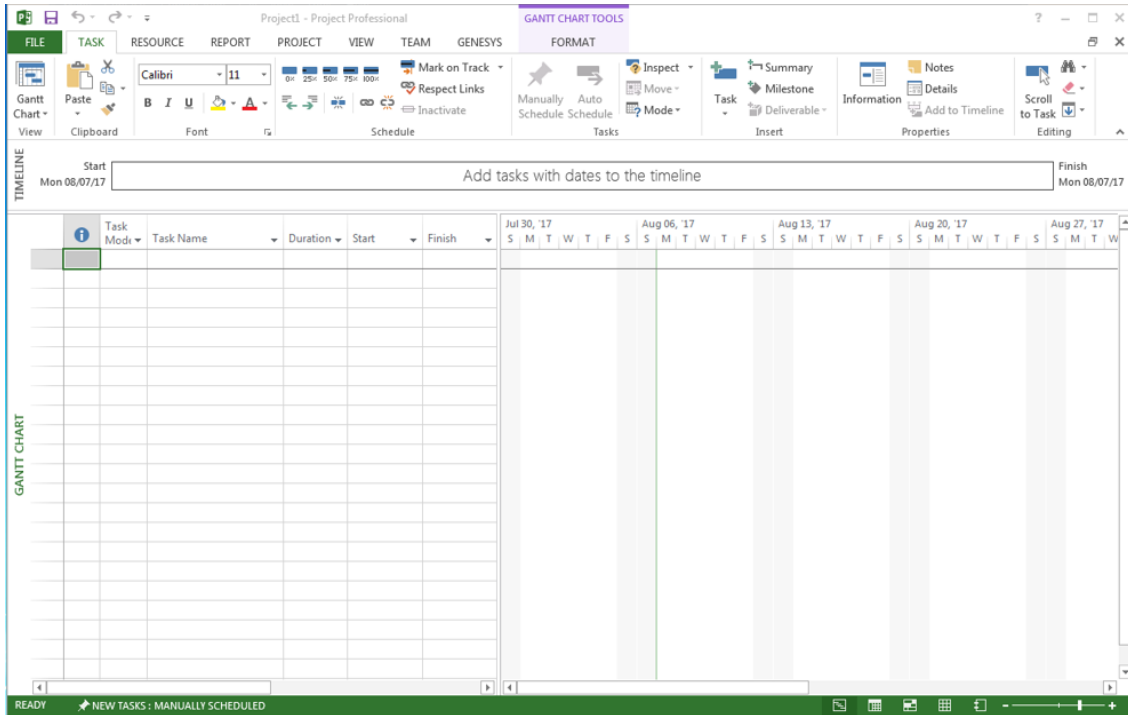 Project1 - Project Professional
GANTT CHART TOOLS
?
FILE TASK RESOURCE REPORT PROJECT VIEW TEAM GENESYS FORMAT
Gantt Chart
View
Paste
Clipboard
Calibri 11
B I U A
Font
0× 25× 50× 75× 100×
Mark on Track
Respect Links
Inactivate
Schedule
Manually Schedule
Auto Schedule
Inspect
Move
Mode
Tasks
Task
Summary
Milestone
Deliverable
Insert
Information
Notes
Details
Add to Timeline
Properties
Scroll to Task
Editing
TIMELINE
Start
Mon 08/07/17
Add tasks with dates to the timeline
Finish
Mon 08/07/17
Task Mode Task Name Duration Start Finish
Jul 30, '17 Aug 06, '17 Aug 13, '17 Aug 20, '17 Aug 27, '17
S M T W T F S S M T W T F S S M T W T F S S M T W T F S S M T W
GANTT CHART
READY NEW TASKS : MANUALLY SCHEDULED